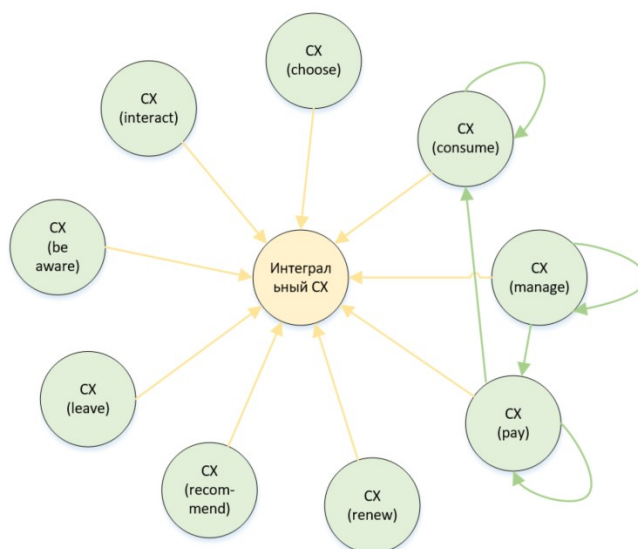 CX
(choose)
CX
(interact)
CX
(consume)
CX
(be
aware)
Интеграл
ьный CX
CX
(manage)
CX
(leave)
CX
(pay)
CX
(recom-
mend)
CX
(renew)